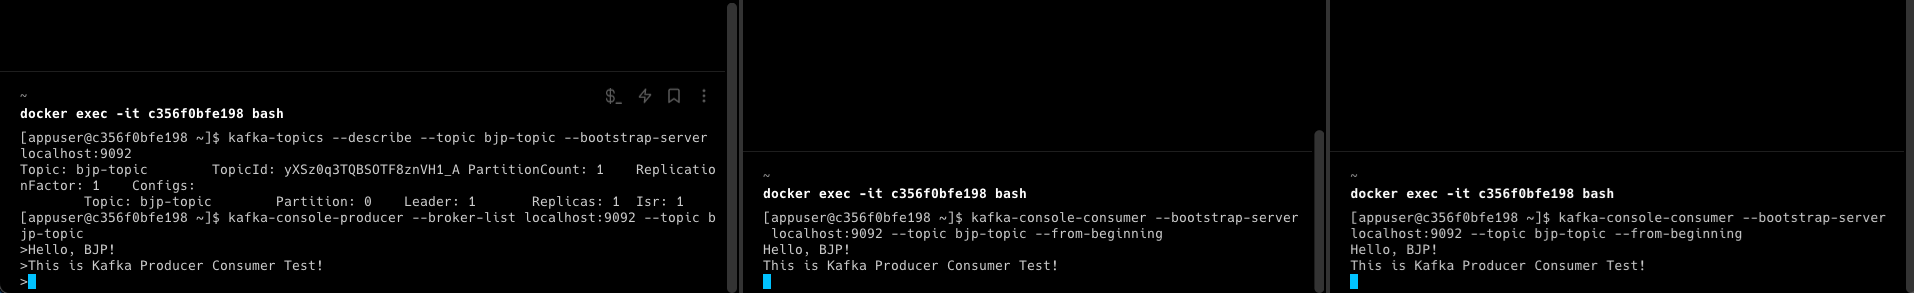 ~
docker exec -it c356f0bfe198 bash
[appuser@c356f0bfe198 ~]$ kafka-topics --describe --topic bjp-topic --bootstrap-server
localhost:9092
Topic: bjp-topic        TopicId: yXSz0q3TQBSOTF8znVH1_A PartitionCount: 1    Replicatio
nFactor: 1    Configs:
        Topic: bjp-topic        Partition: 0    Leader: 1       Replicas: 1  Isr: 1
[appuser@c356f0bfe198 ~]$ kafka-console-producer --broker-list localhost:9092 --topic b
jp-topic
>Hello, BJP!
>This is Kafka Producer Consumer Test!
>
$_
~
docker exec -it c356f0bfe198 bash
[appuser@c356f0bfe198 ~]$ kafka-console-consumer --bootstrap-server
 localhost:9092 --topic bjp-topic --from-beginning
Hello, BJP!
This is Kafka Producer Consumer Test!
~
docker exec -it c356f0bfe198 bash
[appuser@c356f0bfe198 ~]$ kafka-console-consumer --bootstrap-server
localhost:9092 --topic bjp-topic --from-beginning
Hello, BJP!
This is Kafka Producer Consumer Test!